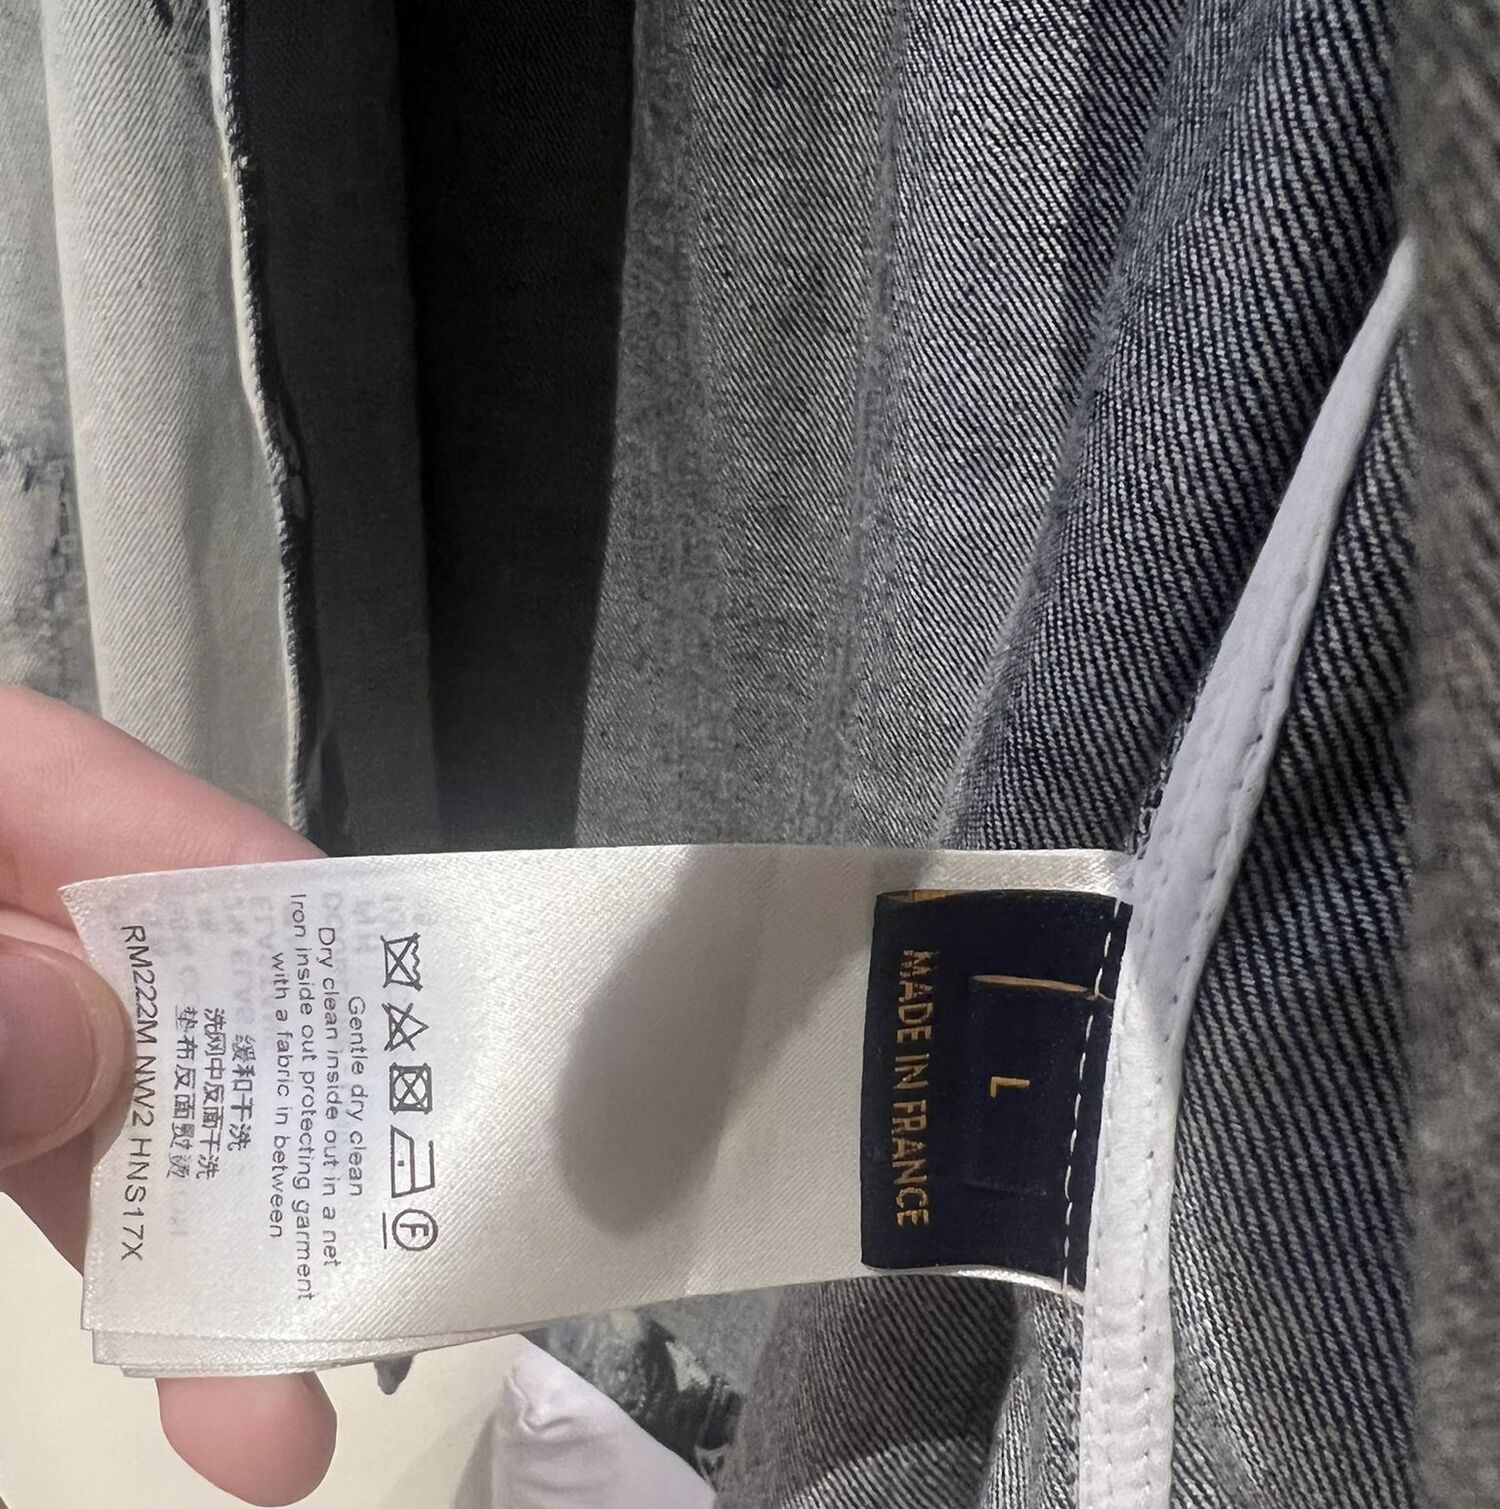 L
MADE IN FRANCE
F
Gentle dry clean
Dry clean inside out in a net
Iron inside out protecting garment
with a fabric in between
缓和干洗
洗网中反面干洗
垫布反面熨烫
RM222M NW2 HNS17X